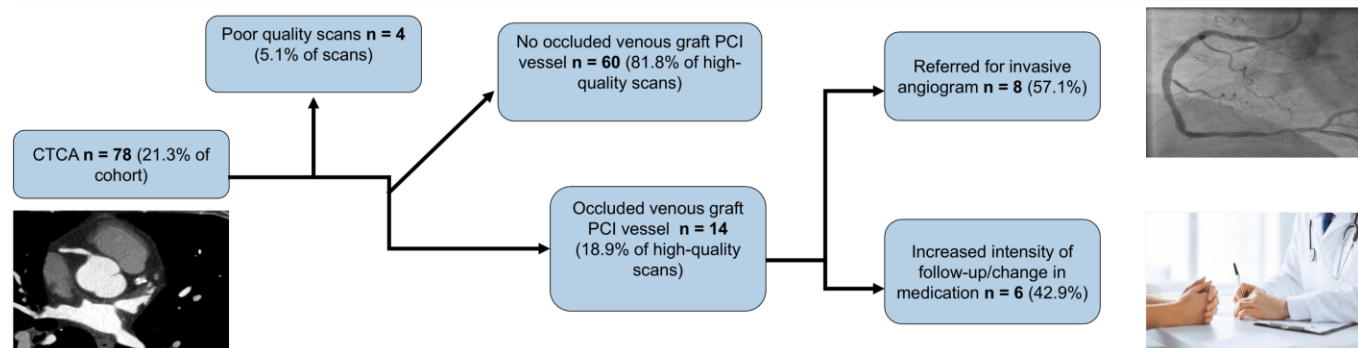 Poor quality scans n = 4
(5.1% of scans)
No occluded venous graft PCI
vessel n = 60 (81.8% of high-
quality scans)
Referred for invasive
angiogram n = 8 (57.1%)
CTCA n = 78 (21.3% of
cohort)
Occluded venous graft
PCI vessel n = 14
(18.9% of high-quality
scans)
Increased intensity of
follow-up/change in
medication n = 6 (42.9%)